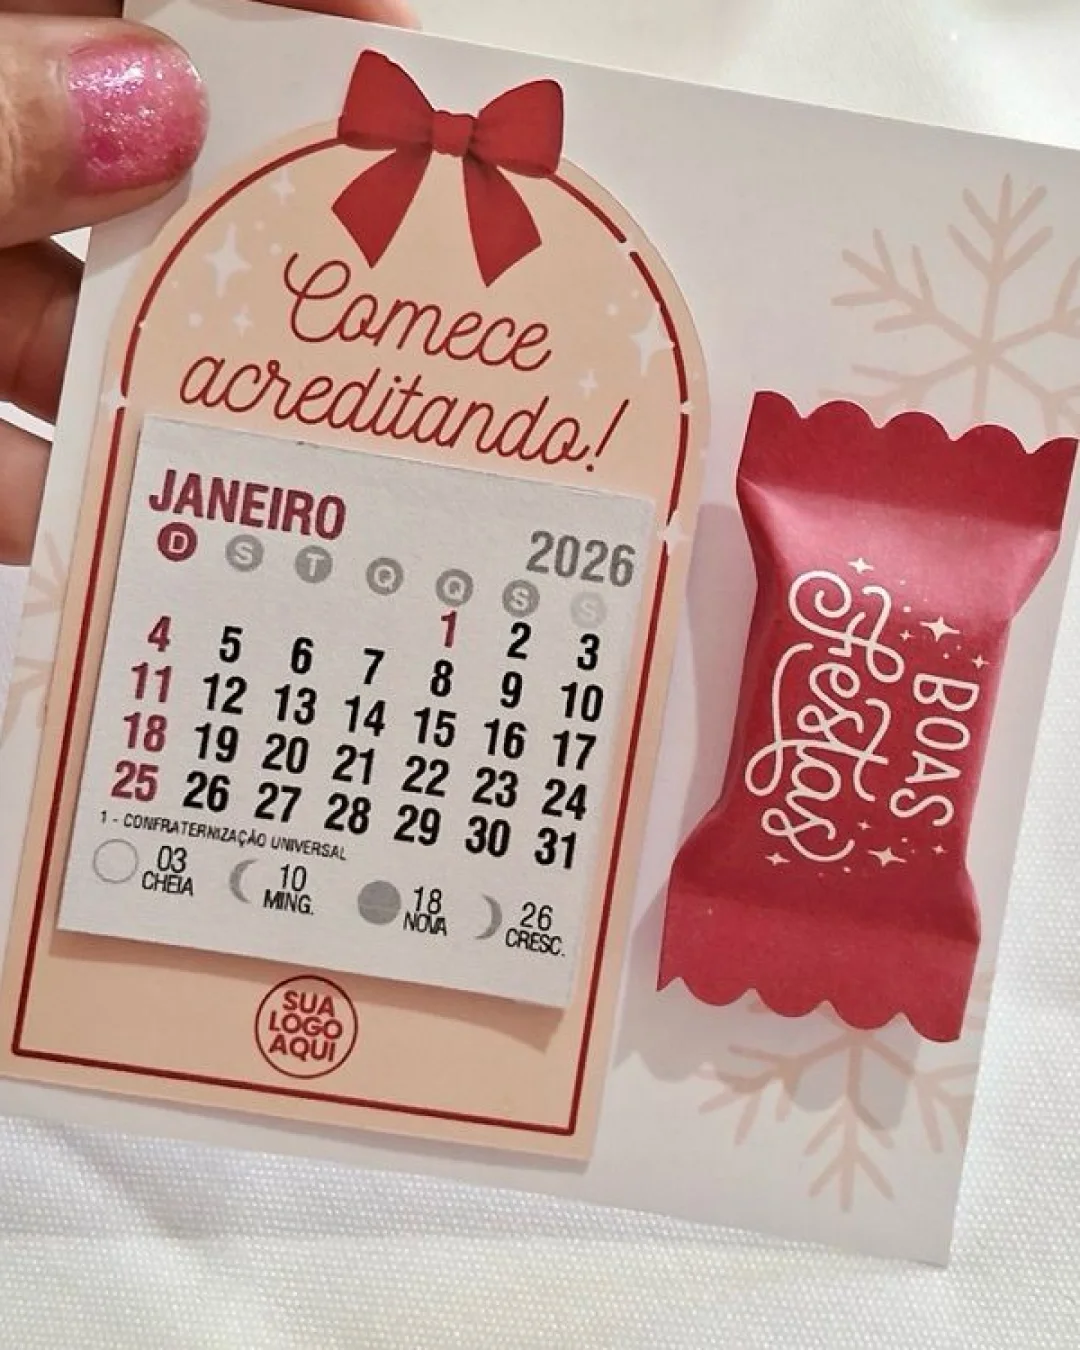 Comece
acreditando!
JANEIRO
2026
D S T Q Q S S
1 2 3
4 5 6 7 8 9 10
11 12 13 14 15 16 17
18 19 20 21 22 23 24
25 26 27 28 29 30 31
1 - CONFRATERNIZAÇÃO UNIVERSAL
03 CHEIA
10 MING.
18 NOVA
26 CRESC.
SUA
LOGO
AQUI
BOAS
Festas